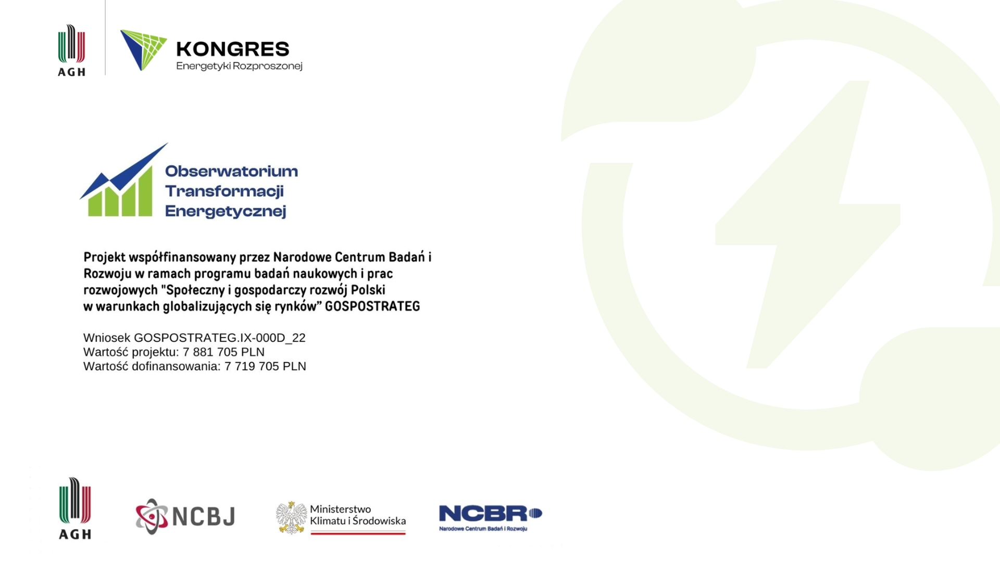 AGH
KONGRES
Energetyki Rozproszonej
Obserwatorium
Transformacji
Energetycznej
Projekt współfinansowany przez Narodowe Centrum Badań i
Rozwoju w ramach programu badań naukowych i prac
rozwojowych "Społeczny i gospodarczy rozwój Polski
w warunkach globalizujących się rynków” GOSPOSTRATEG
Wniosek GOSPOSTRATEG.IX-000D_22
Wartość projektu: 7 881 705 PLN
Wartość dofinansowania: 7 719 705 PLN
AGH
NCBJ
Ministerstwo
Klimatu i Środowiska
NCBR
Narodowe Centrum Badań i Rozwoju